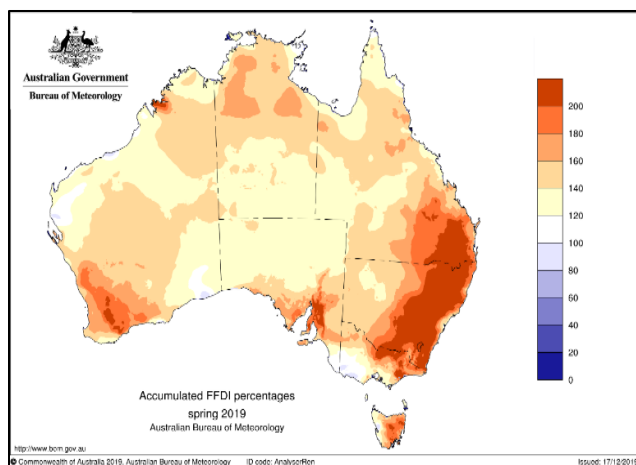 Australian Government
Bureau of Meteorology
200
180
160
140
120
100
80
60
40
20
0
Accumulated FFDI percentages
spring 2019
Australian Bureau of Meteorology
http://www.bom.gov.au
© Commonwealth of Australia 2019, Australian Bureau of Meteorology ID code: AnalyserRen Issued: 17/12/2019